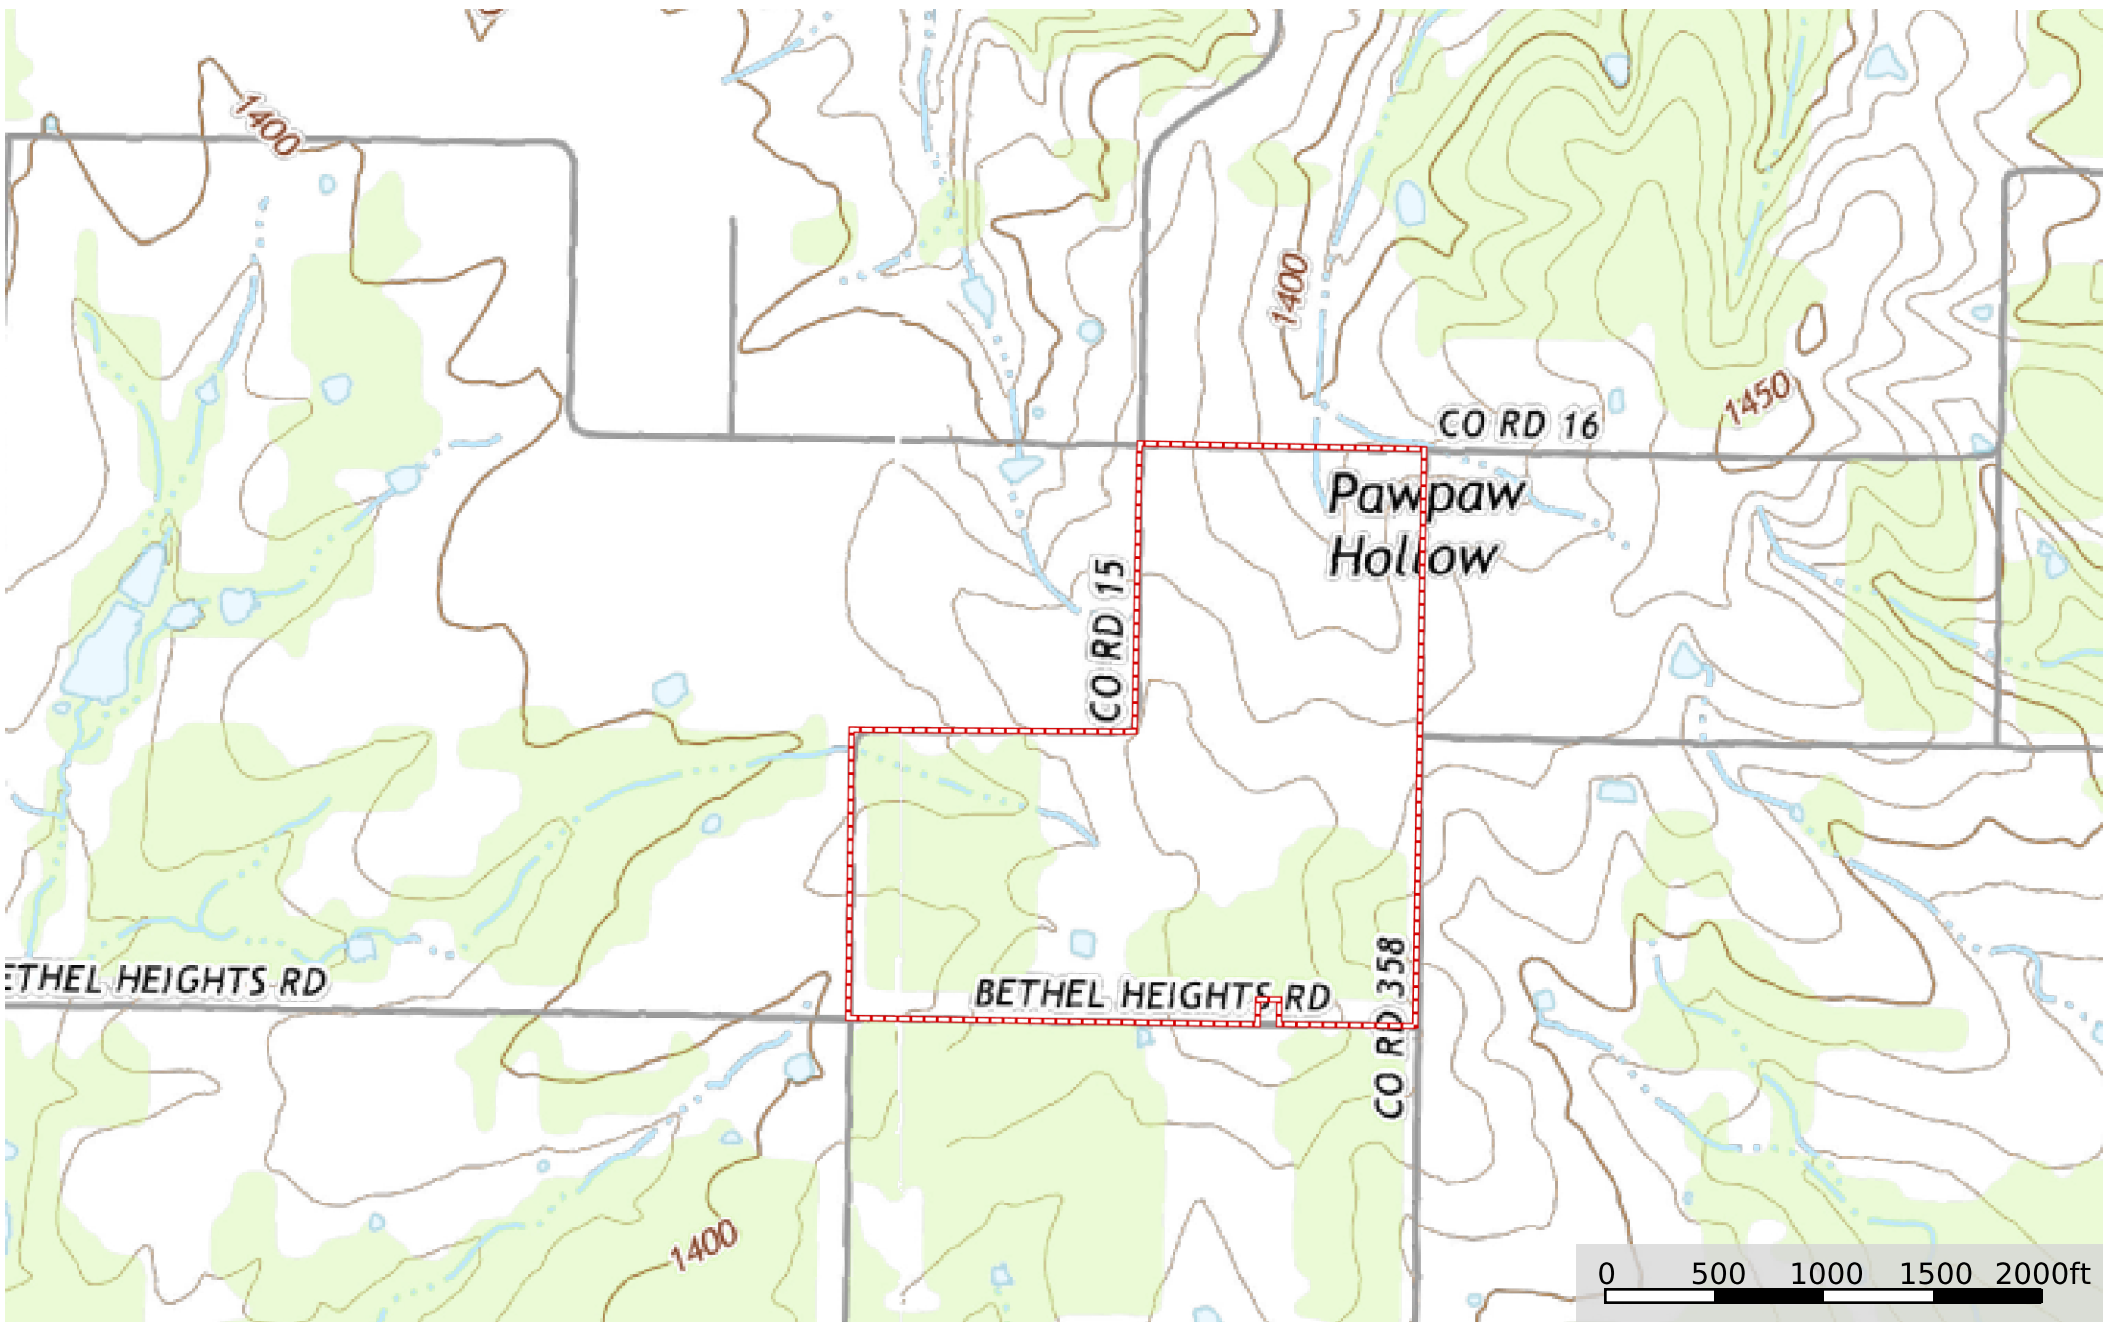 1400
1400
CO RD 16
1450
Pawpaw
Hollow
CO RD 15
ETHEL HEIGHTS RD
BETHEL HEIGHTS RD
CO RD 358
1400
0 500 1000 1500 2000ft